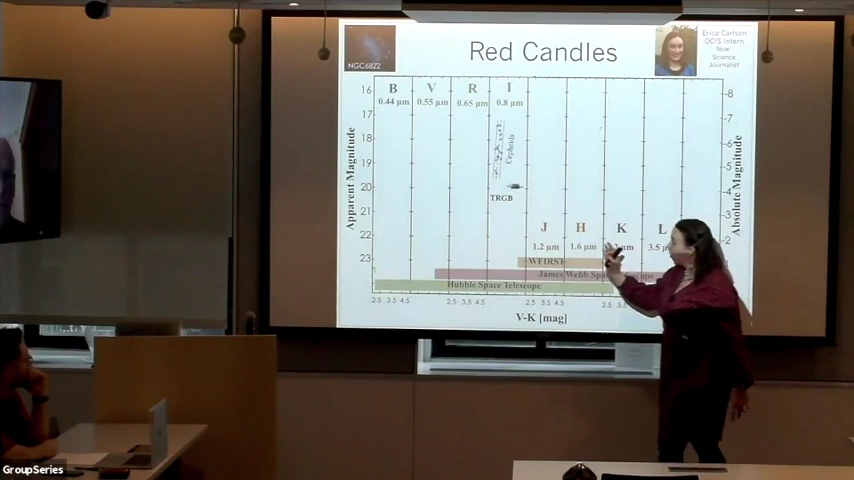 Red Candles
NGC6822
Erica Carlson
OCIS Intern
Now
Science
Journalist
B V R I
0.44 μm 0.55 μm 0.65 μm 0.8 μm
Apparent Magnitude
16
17
18
19
20
21
22
23
Cepheids
TRGB
-8
-7
-6
-5
-4
-3
-2
Absolute Magnitude
J H K L
1.2 μm 1.6 μm μm 3.5
WFIRST
James Webb
Hubble Space Telescope
2.5 3.5 4.5 2.5 3.5 4.5 2.5 3.5 4.5 2.5
V-K [mag]
GroupSeries